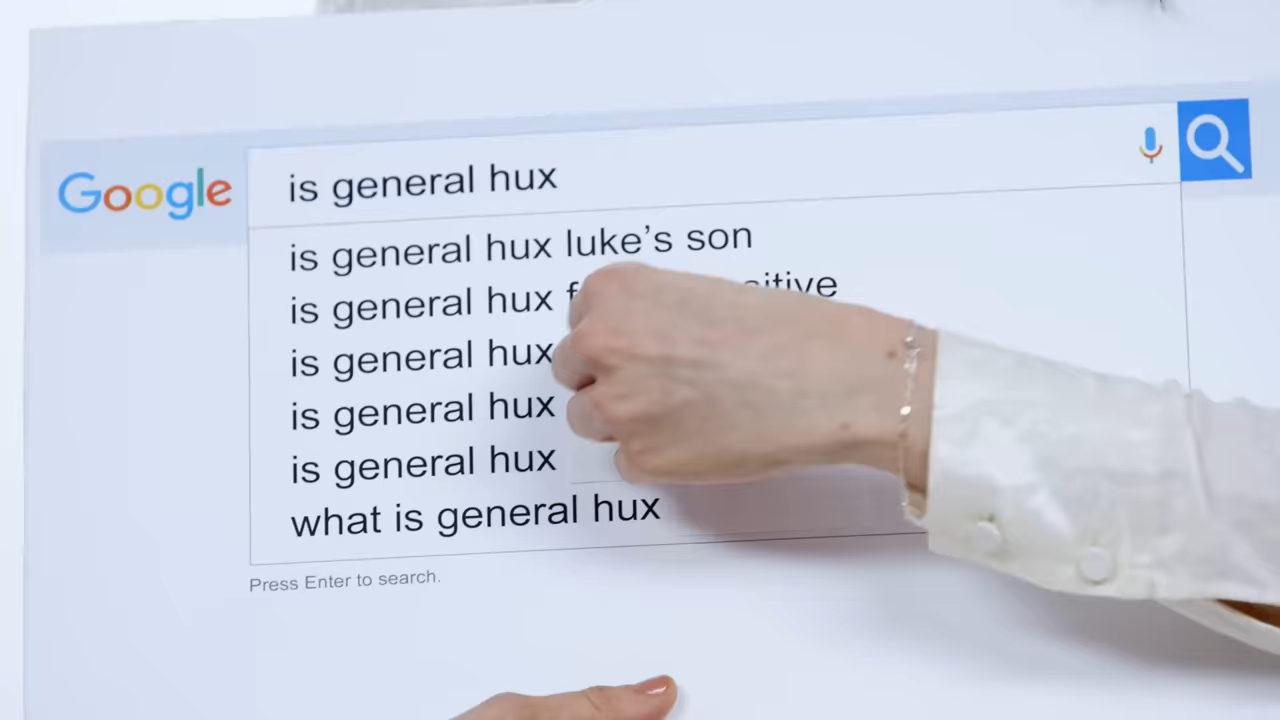 Google
is general hux
is general hux luke’s son
is general hux
is general hux
is general hux
is general hux
what is general hux
Press Enter to search.